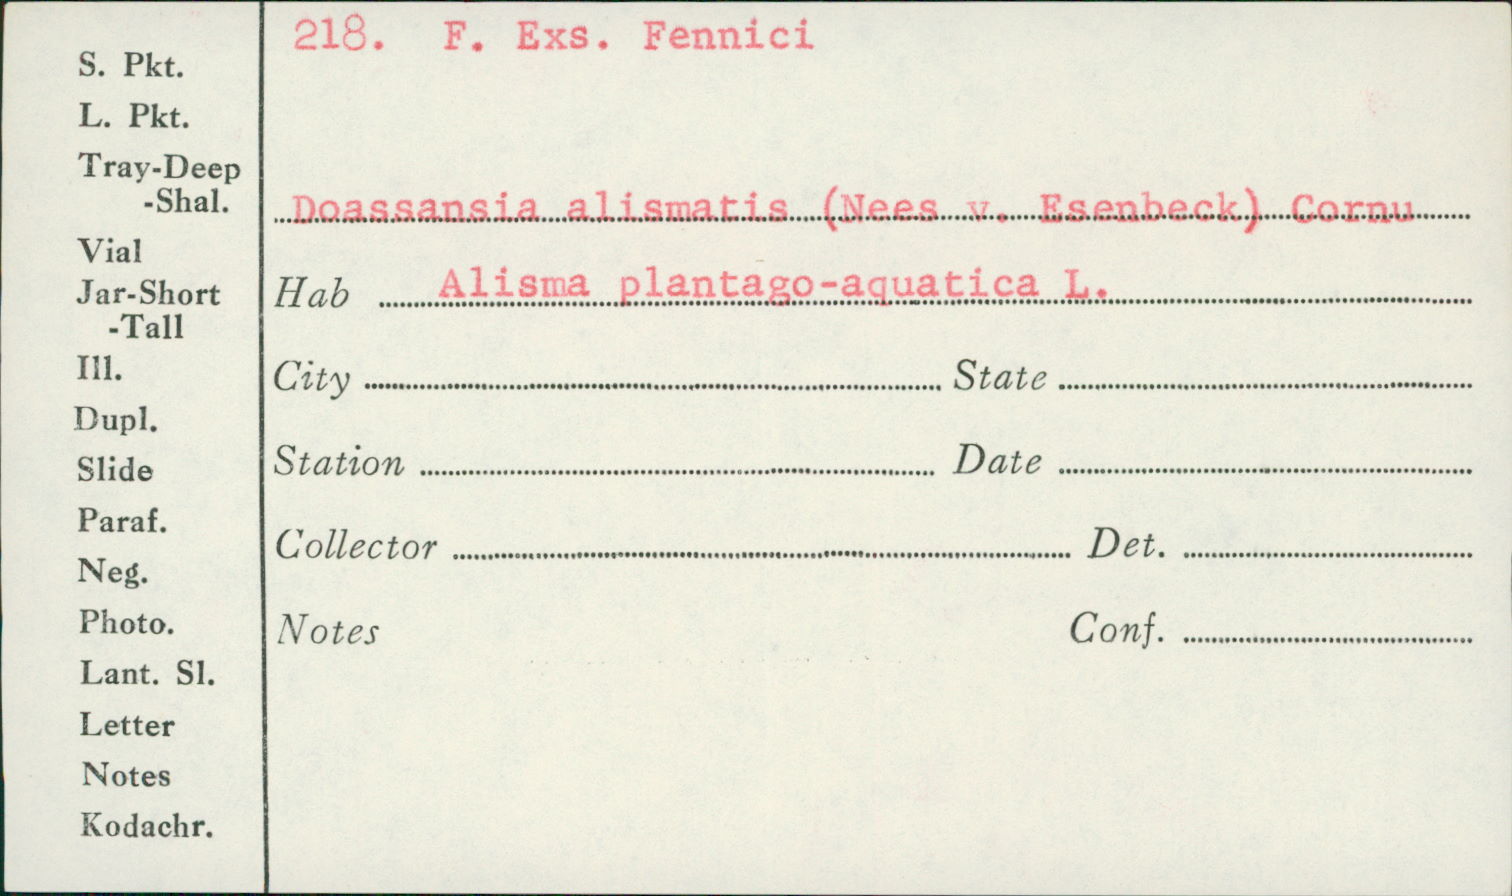 218. F. Exs. Fennici
S. Pkt.
L. Pkt.
Tray-Deep
-Shal.
Doassansia alismatis (Nees v. Esenbeck) Cornu
Vial
Jar-Short
-Tall
Hab Alisma plantago-aquatica L.
Ill.
City State
Dupl.
Slide
Station Date
Paraf.
Collector Det.
Neg.
Photo.
Notes Conf.
Lant. Sl.
Letter
Notes
Kodachr.